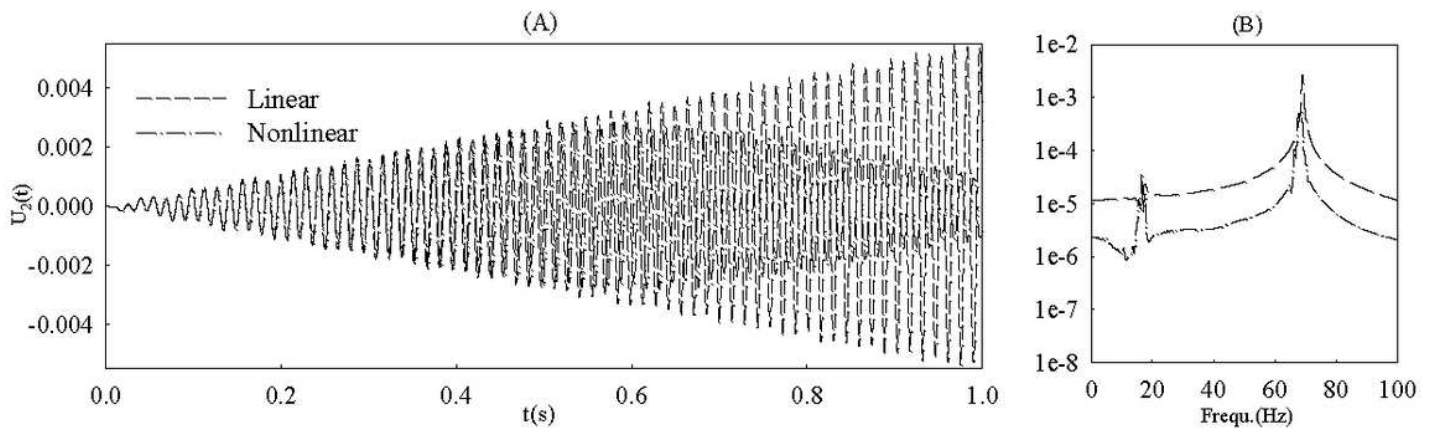 (A)
(B)
U2(t)
0.004
0.002
0.000
-0.002
-0.004
Linear
Nonlinear
0.0 0.2 0.4 0.6 0.8 1.0
t(s)
1e-2
1e-3
1e-4
1e-5
1e-6
1e-7
1e-8
0 20 40 60 80 100
Frequ.(Hz)